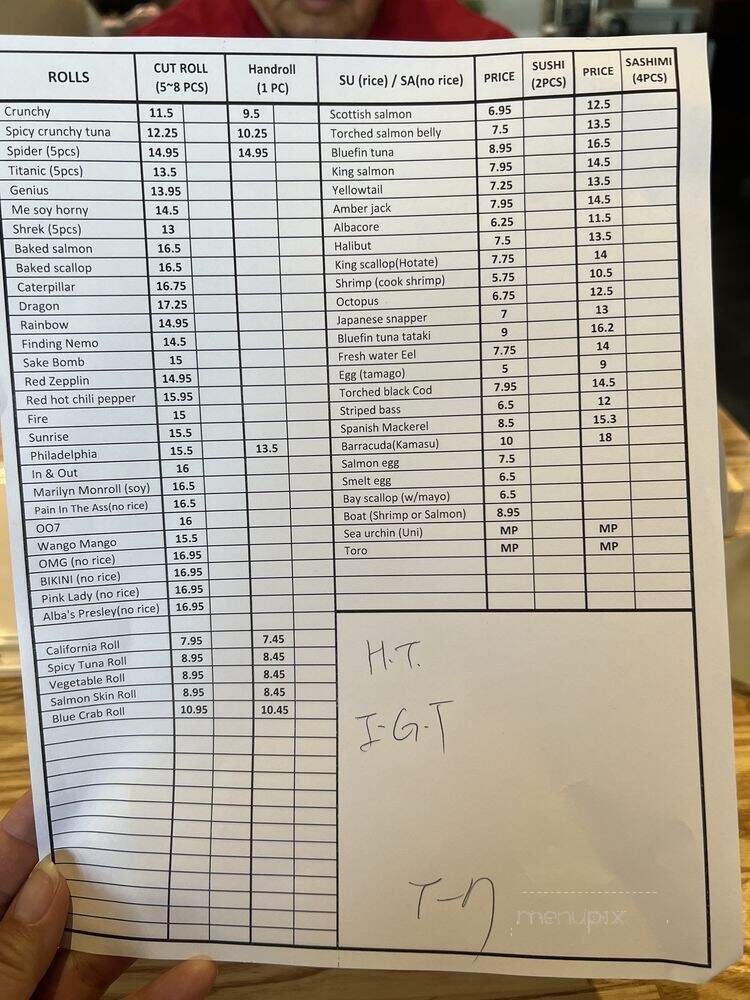 ROLLS CUT ROLL (5~8 PCS) Handroll (1 PC)
Crunchy 11.5 9.5
Spicy crunchy tuna 12.25 10.25
Spider (5pcs) 14.95 14.95
Titanic (5pcs) 13.5
Genius 13.95
Me soy horny 14.5
Shrek (5pcs) 13
Baked salmon 16.5
Baked scallop 16.5
Caterpillar 16.75
Dragon 17.25
Rainbow 14.95
Finding Nemo 14.5
Sake Bomb 15
Red Zepplin 14.95
Red hot chili pepper 15.95
Fire 15
Sunrise 15.5
Philadelphia 15.5 13.5
In & Out 16
Marilyn Monroll (soy) 16.5
Pain In The Ass(no rice) 16.5
OO7 16
Wango Mango 15.5
OMG (no rice) 16.95
BIKINI (no rice) 16.95
Pink Lady (no rice) 16.95
Alba's Presley(no rice) 16.95
California Roll 7.95 7.45
Spicy Tuna Roll 8.95 8.45
Vegetable Roll 8.95 8.45
Salmon Skin Roll 8.95 8.45
Blue Crab Roll 10.95 10.45
SU (rice) / SA(no rice) PRICE SUSHI (2PCS) PRICE SASHIMI (4PCS)
Scottish salmon 6.95 12.5
Torched salmon belly 7.5 13.5
Bluefin tuna 8.95 16.5
King salmon 7.95 14.5
Yellowtail 7.25 13.5
Amber jack 7.95 14.5
Albacore 6.25 11.5
Halibut 7.5 13.5
King scallop(Hotate) 7.75 14
Shrimp (cook shrimp) 5.75 10.5
Octopus 6.75 12.5
Japanese snapper 7 13
Bluefin tuna tataki 9 16.2
Fresh water Eel 7.75 14
Egg (tamago) 5 9
Torched black Cod 7.95 14.5
Striped bass 6.5 12
Spanish Mackerel 8.5 15.3
Barracuda(Kamasu) 10 18
Salmon egg 7.5
Smelt egg 6.5
Bay scallop (w/mayo) 6.5
Boat (Shrimp or Salmon) 8.95
Sea urchin (Uni) MP MP
Toro MP MP
H.T.
I-G-T
menupix